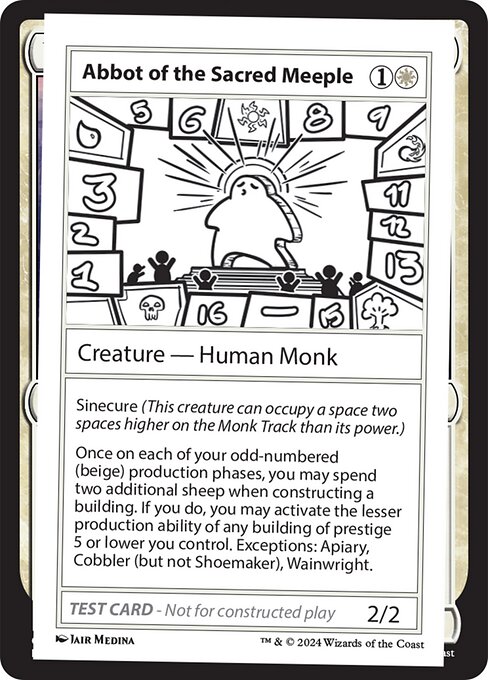 Abbot of the Sacred Meeple 1
5 6 8 9
3 11
2 12
1 13
16 – 15
Creature — Human Monk
Sinecure (This creature can occupy a space two
spaces higher on the Monk Track than its power.)
Once on each of your odd-numbered
(beige) production phases, you may spend
two additional sheep when constructing a
building. If you do, you may activate the lesser
production ability of any building of prestige
5 or lower you control. Exceptions: Apiary,
Cobbler (but not Shoemaker), Wainwright.
TEST CARD - Not for constructed play 2/2
Jair Medina ™ & © 2024 Wizards of the Coast
ast